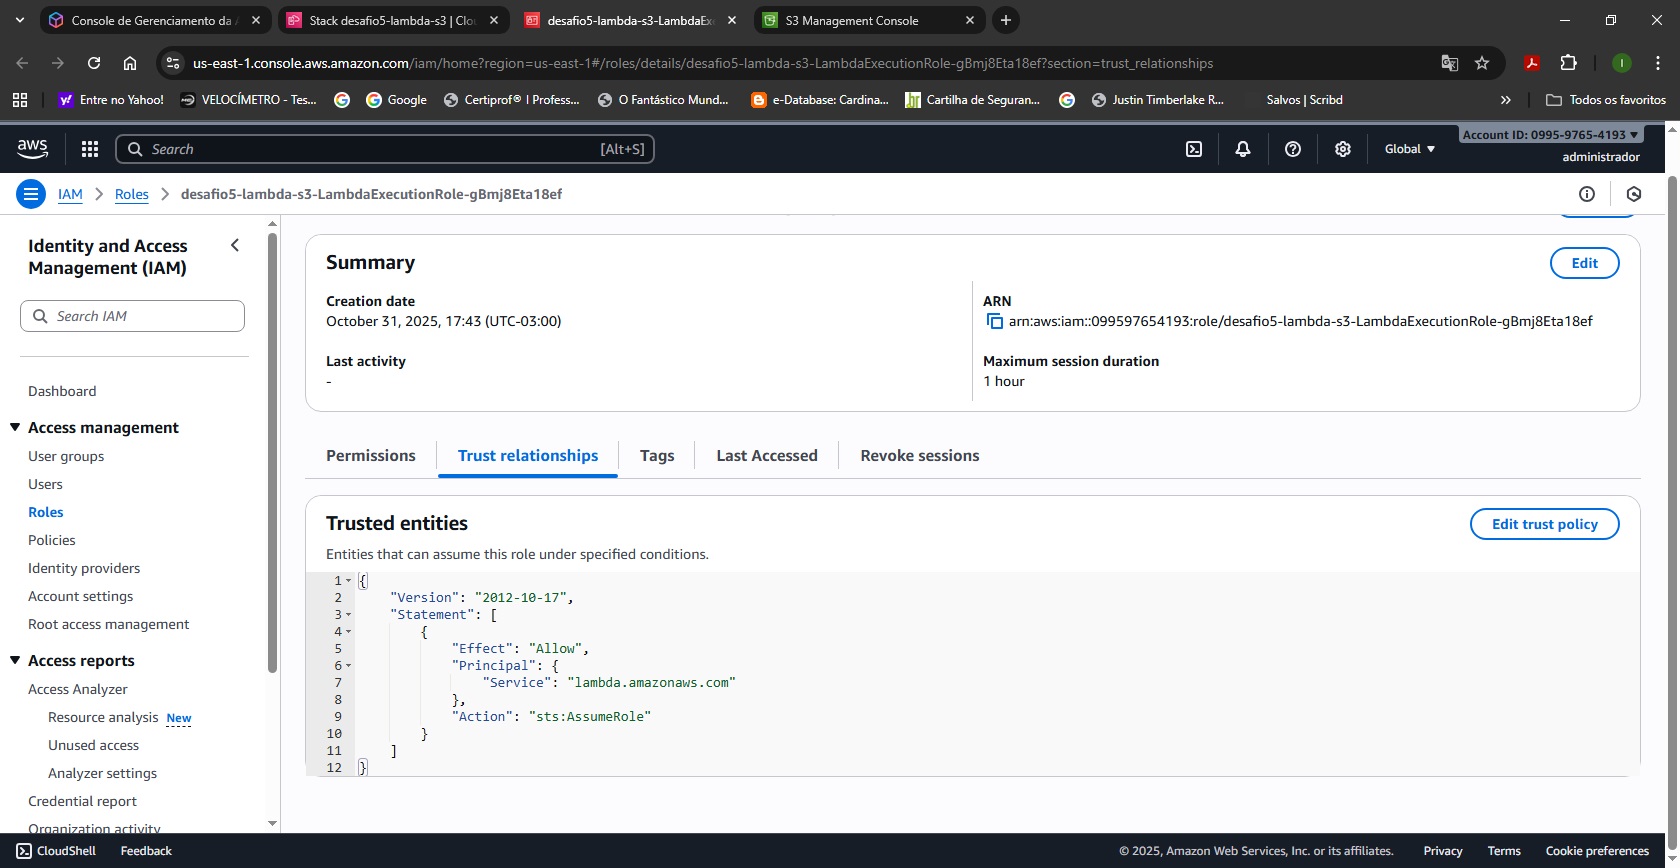 Console de Gerenciamento da A
Stack desafio5-lambda-s3 | Clou
desafio5-lambda-s3-LambdaEx
S3 Management Console
us-east-1.console.aws.amazon.com/iam/home?region=us-east-1#/roles/details/desafio5-lambda-s3-LambdaExecutionRole-gBmj8Eta18ef?section=trust_relationships
I
Entre no Yahoo!
VELOCÍMETRO - Tes...
Google
Certiprof® I Profess...
O Fantástico Mund...
e-Database: Cardina...
Cartilha de Seguran...
Justin Timberlake R...
Salvos | Scribd
Todos os favoritos
aws
Search
[Alt+S]
Global
Account ID: 0995-9765-4193
administrador
IAM
Roles
desafio5-lambda-s3-LambdaExecutionRole-gBmj8Eta18ef
Identity and Access
Management (IAM)
Search IAM
Dashboard
Access management
User groups
Users
Roles
Policies
Identity providers
Account settings
Root access management
Access reports
Access Analyzer
Resource analysis New
Unused access
Analyzer settings
Credential report
Organization activity
Summary
Edit
Creation date
October 31, 2025, 17:43 (UTC-03:00)
ARN
arn:aws:iam::099597654193:role/desafio5-lambda-s3-LambdaExecutionRole-gBmj8Eta18ef
Last activity
-
Maximum session duration
1 hour
Permissions
Trust relationships
Tags
Last Accessed
Revoke sessions
Trusted entities
Edit trust policy
Entities that can assume this role under specified conditions.
1 {
2 "Version": "2012-10-17",
3 "Statement": [
4 {
5 "Effect": "Allow",
6 "Principal": {
7 "Service": "lambda.amazonaws.com"
8 },
9 "Action": "sts:AssumeRole"
10 }
11 ]
12 }
CloudShell
Feedback
© 2025, Amazon Web Services, Inc. or its affiliates.
Privacy
Terms
Cookie preferences